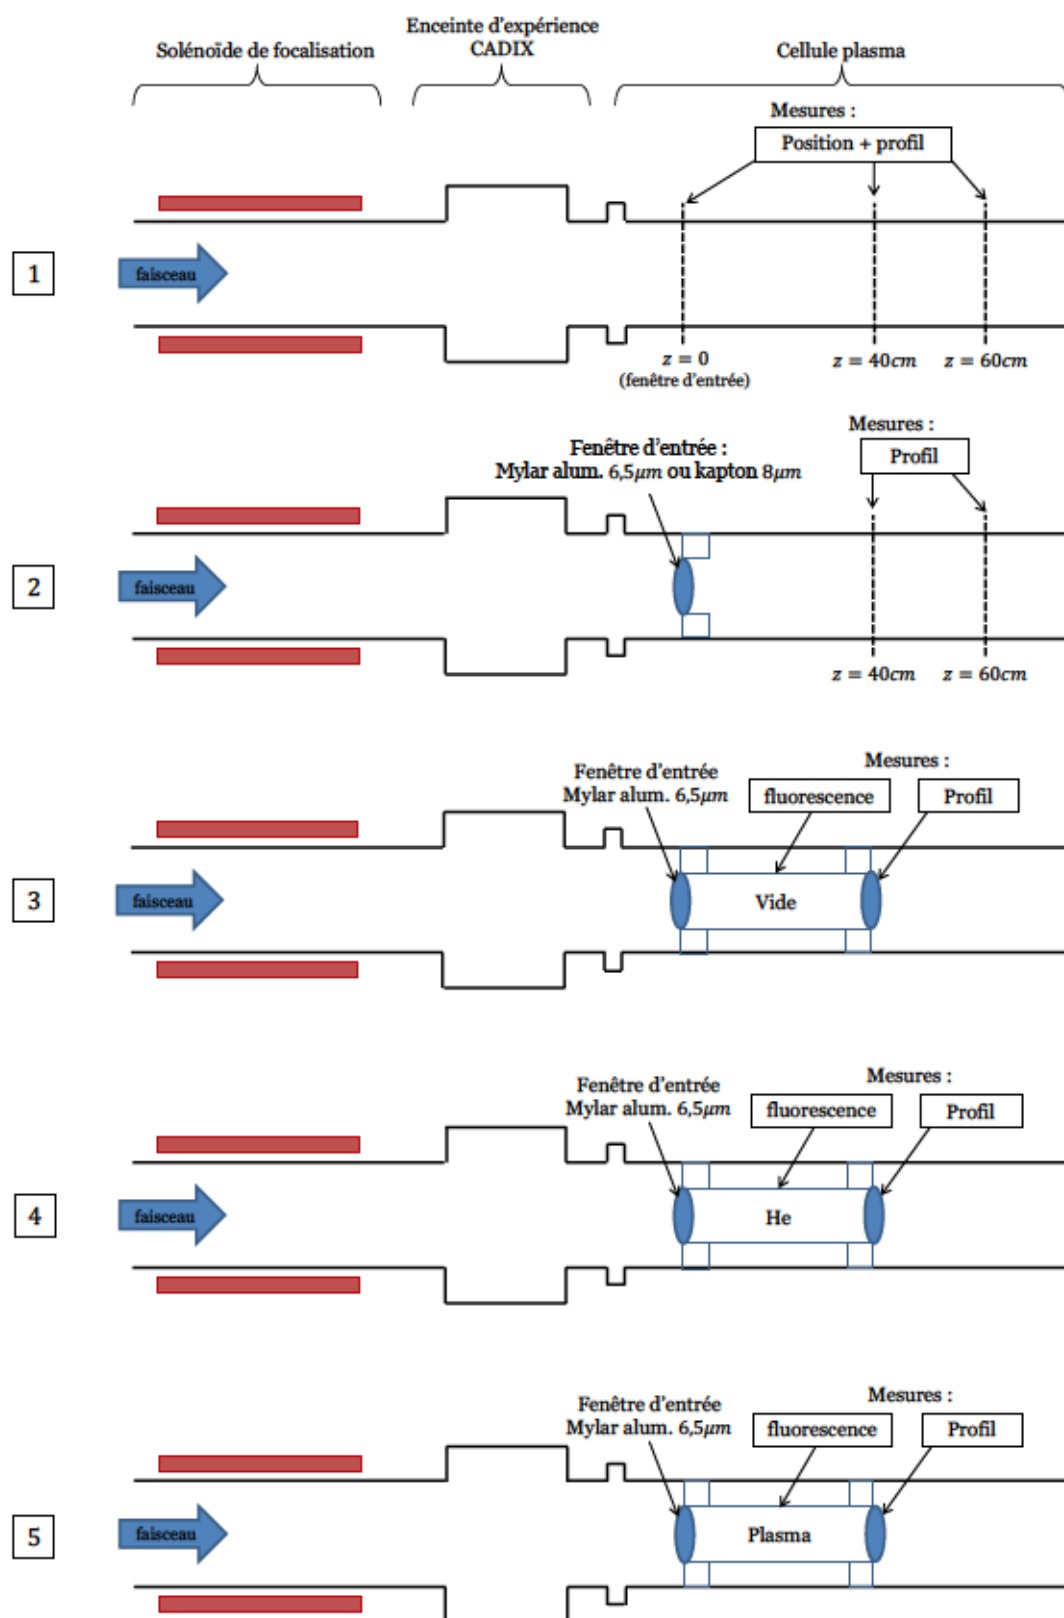 Enceinte d'expérience
Solénoïde de focalisation
CADIX
Cellule plasma
Mesures :
Position + profil
1
faisceau
z = 0
(fenêtre d'entrée)
z = 40cm
z = 60cm
Mesures :
Fenêtre d'entrée :
Profil
Mylar alum. 6,5µm ou kapton 8µm
2
faisceau
z = 40cm
z = 60cm
Mesures :
Fenêtre d'entrée
Mylar alum. 6,5µm
fluorescence
Profil
3
faisceau
Vide
Mesures :
Fenêtre d'entrée
Mylar alum. 6,5µm
fluorescence
Profil
4
faisceau
He
Mesures :
Fenêtre d'entrée
Mylar alum. 6,5µm
fluorescence
Profil
5
faisceau
Plasma